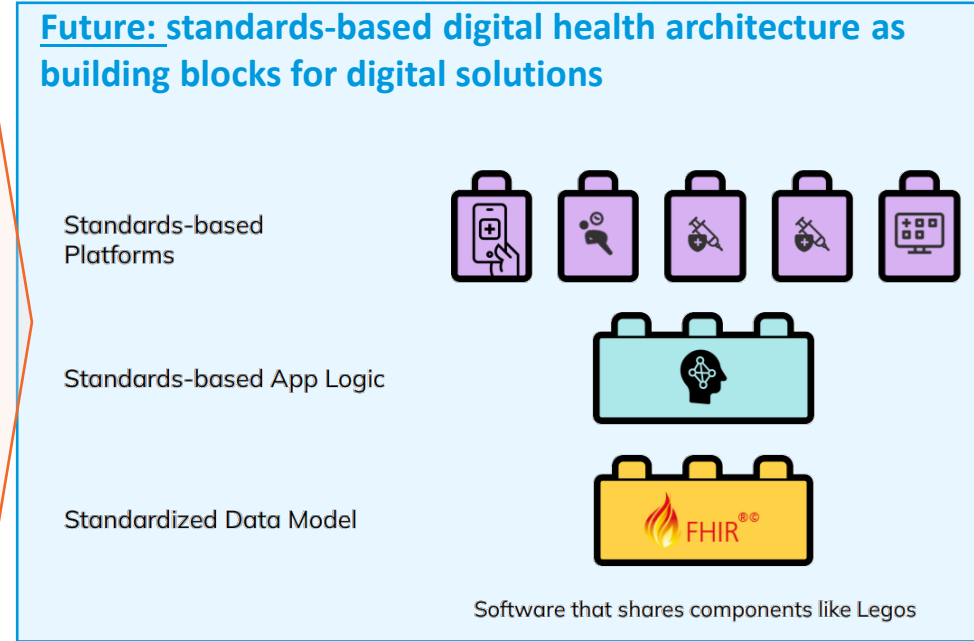 Future: standards-based digital health architecture as
building blocks for digital solutions
Standards-based
Platforms
Standards-based App Logic
Standardized Data Model
FHIR®©
Software that shares components like Legos